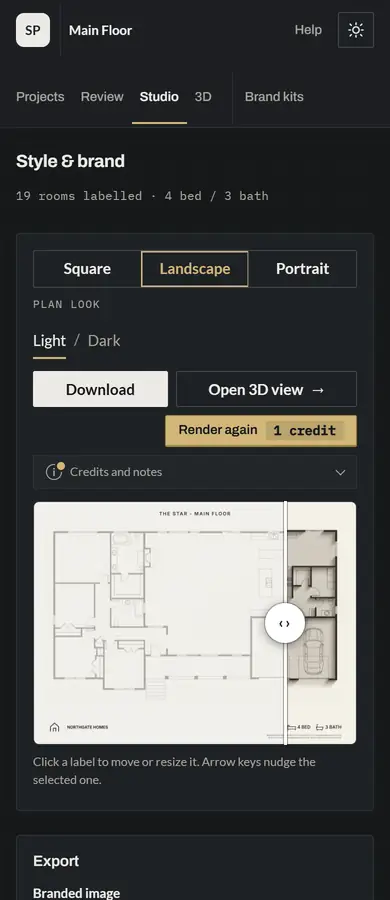 SP Main Floor Help
Projects Review Studio 3D Brand kits
Style & brand
19 rooms labelled · 4 bed / 3 bath
Square Landscape Portrait
PLAN LOOK
Light / Dark
Download Open 3D view →
Render again 1 credit
Credits and notes
THE STAR - MAIN FLOOR
NORTHGATE HOMES 4 BED 3 BATH
Click a label to move or resize it. Arrow keys nudge the
selected one.
Export
Branded image